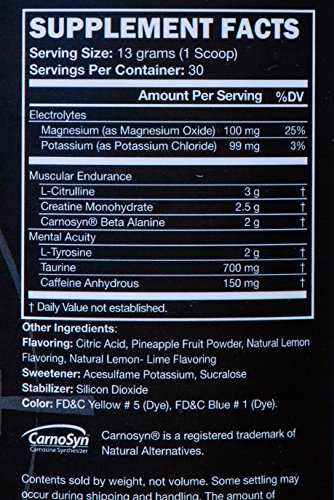 SUPPLEMENT FACTS
Serving Size: 13 grams (1 Scoop)
Servings Per Container: 30
Amount Per Serving %DV
Electrolytes
Magnesium (as Magnesium Oxide) 100 mg 25%
Potassium (as Potassium Chloride) 99 mg 3%
Muscular Endurance
L-Citrulline 3 g †
Creatine Monohydrate 2.5 g †
Carnosyn® Beta Alanine 2 g †
Mental Acuity
L-Tyrosine 2 g †
Taurine 700 mg †
Caffeine Anhydrous 150 mg †
† Daily Value not established.
Other Ingredients:
Flavoring: Citric Acid, Pineapple Fruit Powder, Natural Lemon
Flavoring, Natural Lemon- Lime Flavoring
Sweetener: Acesulfame Potassium, Sucralose
Stabilizer: Silicon Dioxide
Color: FD&C Yellow # 5 (Dye), FD&C Blue # 1 (Dye).
CarnoSyn
Carnosine Synthesizer
Carnosyn® is a registered trademark of
Natural Alternatives.
Contents sold by weight, not volume. Some settling may
occur during shipping and handling. The amount of